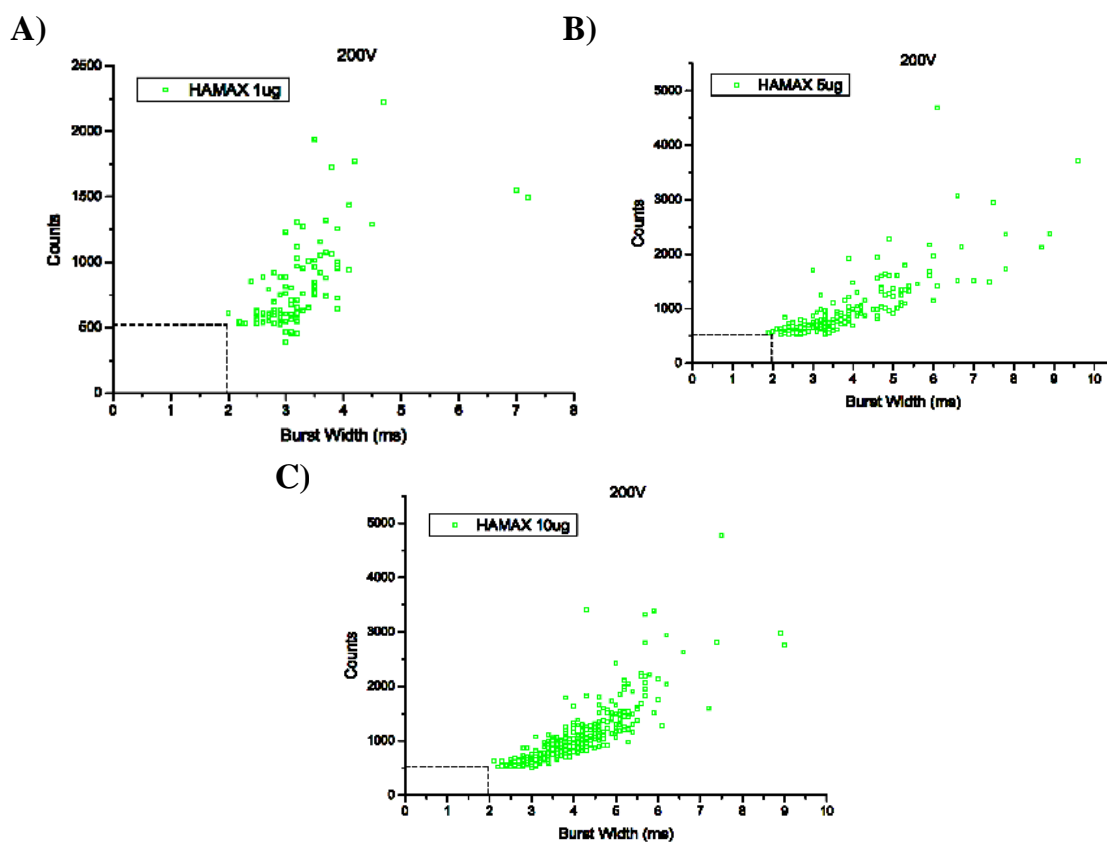 A)
200V
2500
HAMAX 1ug
2000
1500
Counts
1000
500
0
0 1 2 3 4 5 6 7 8
Burst Width (ms)
B)
200V
5000
HAMAX 5ug
4000
3000
Counts
2000
1000
0
0 1 2 3 4 5 6 7 8 9 10
Burst Width (ms)
C)
200V
5000
HAMAX 10ug
4000
3000
Counts
2000
1000
0
0 1 2 3 4 5 6 7 8 9 10
Burst Width (ms)